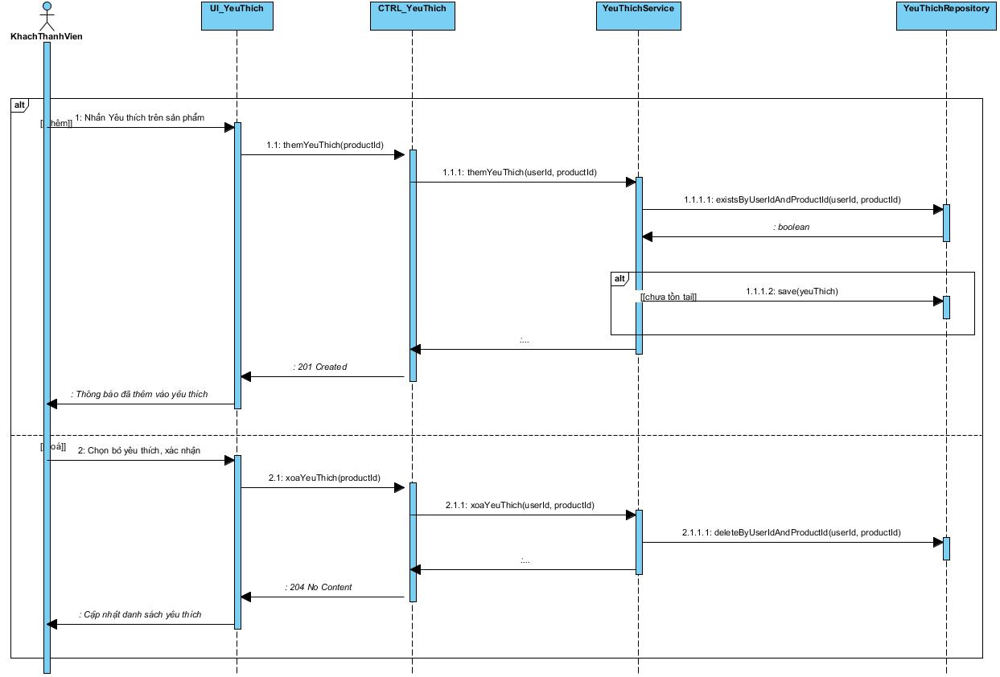 KhachThanhVien
UI_YeuThich
CTRL_YeuThich
YeuThichService
YeuThichRepository
alt
1: Nhấn Yêu thích trên sản phẩm
1.1: themYeuThich(productId)
1.1.1: themYeuThich(userId, productId)
1.1.1.1: existsByUserIdAndProductId(userId, productId)
: boolean
alt
[[chưa tồn tại]]
1.1.1.2: save(yeuThich)
:...
: 201 Created
: Thông báo đã thêm vào yêu thích
2: Chọn bỏ yêu thích, xác nhận
2.1: xoaYeuThich(productId)
2.1.1: xoaYeuThich(userId, productId)
2.1.1.1: deleteByUserIdAndProductId(userId, productId)
:...
: 204 No Content
: Cập nhật danh sách yêu thích